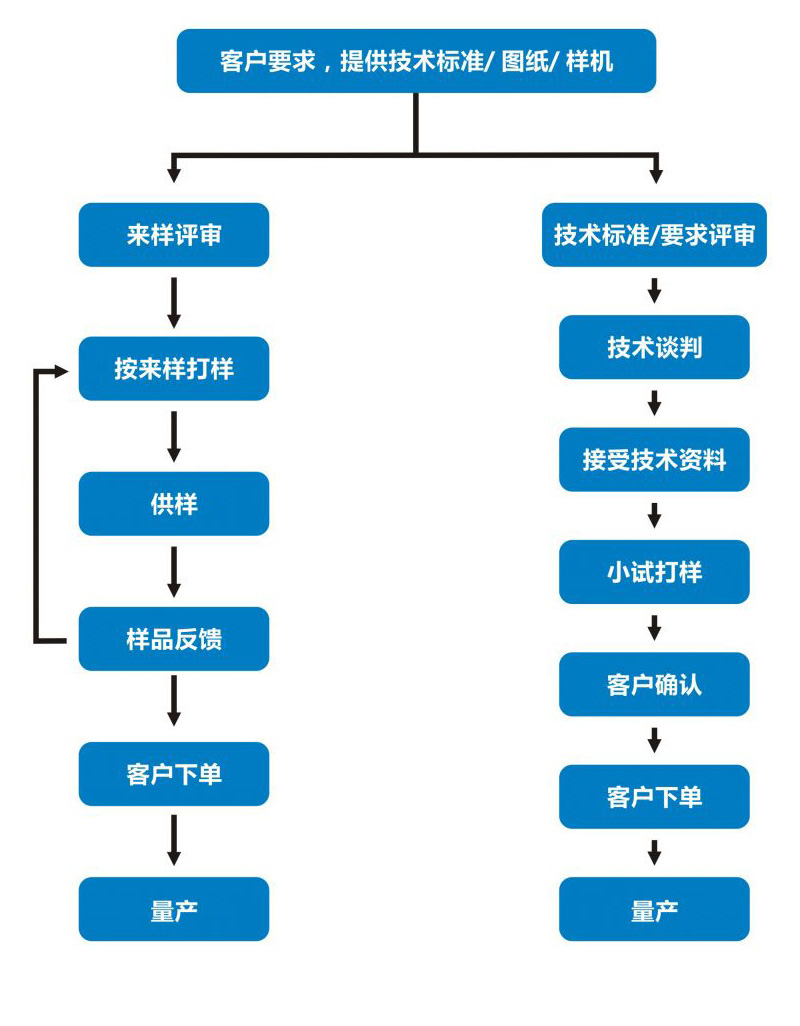 客户要求，提供技术标准/ 图纸/ 样机
来样评审
按来样打样
供样
样品反馈
客户下单
量产
技术标准/要求评审
技术谈判
接受技术资料
小试打样
客户确认
客户下单
量产